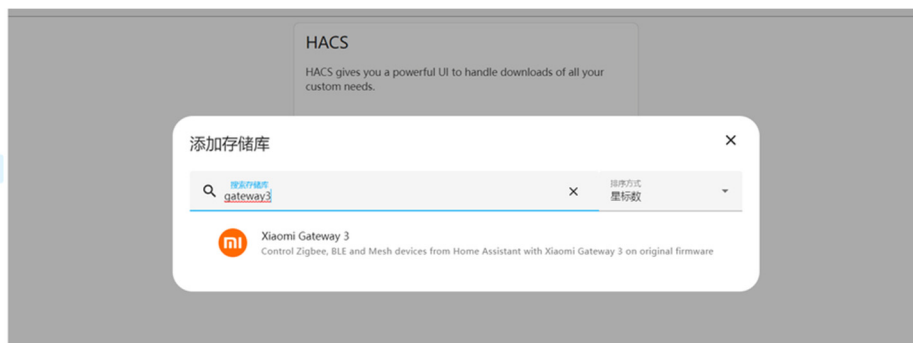 HACS
HACS gives you a powerful UI to handle downloads of all your
custom needs.
添加存储库
搜索存储库
gateway3
排序方式
星标数
Xiaomi Gateway 3
Control Zigbee, BLE and Mesh devices from Home Assistant with Xiaomi Gateway 3 on original firmware